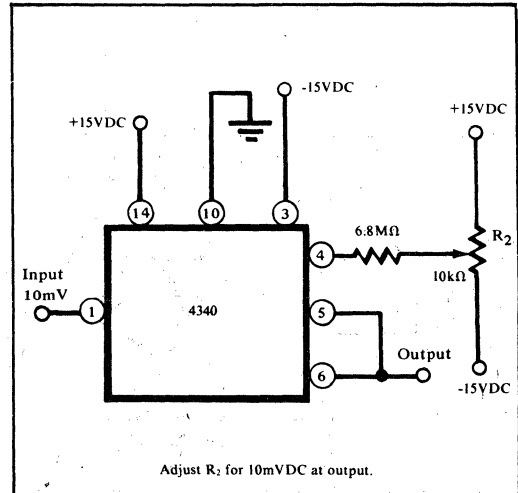 -15VDC
+15VDC
+15VDC
14
10
3
6.8MΩ
R2
4
10kΩ
Input
10mV
1
4340
5
Output
6
-15VDC
Adjust R2 for 10mVDC at output.